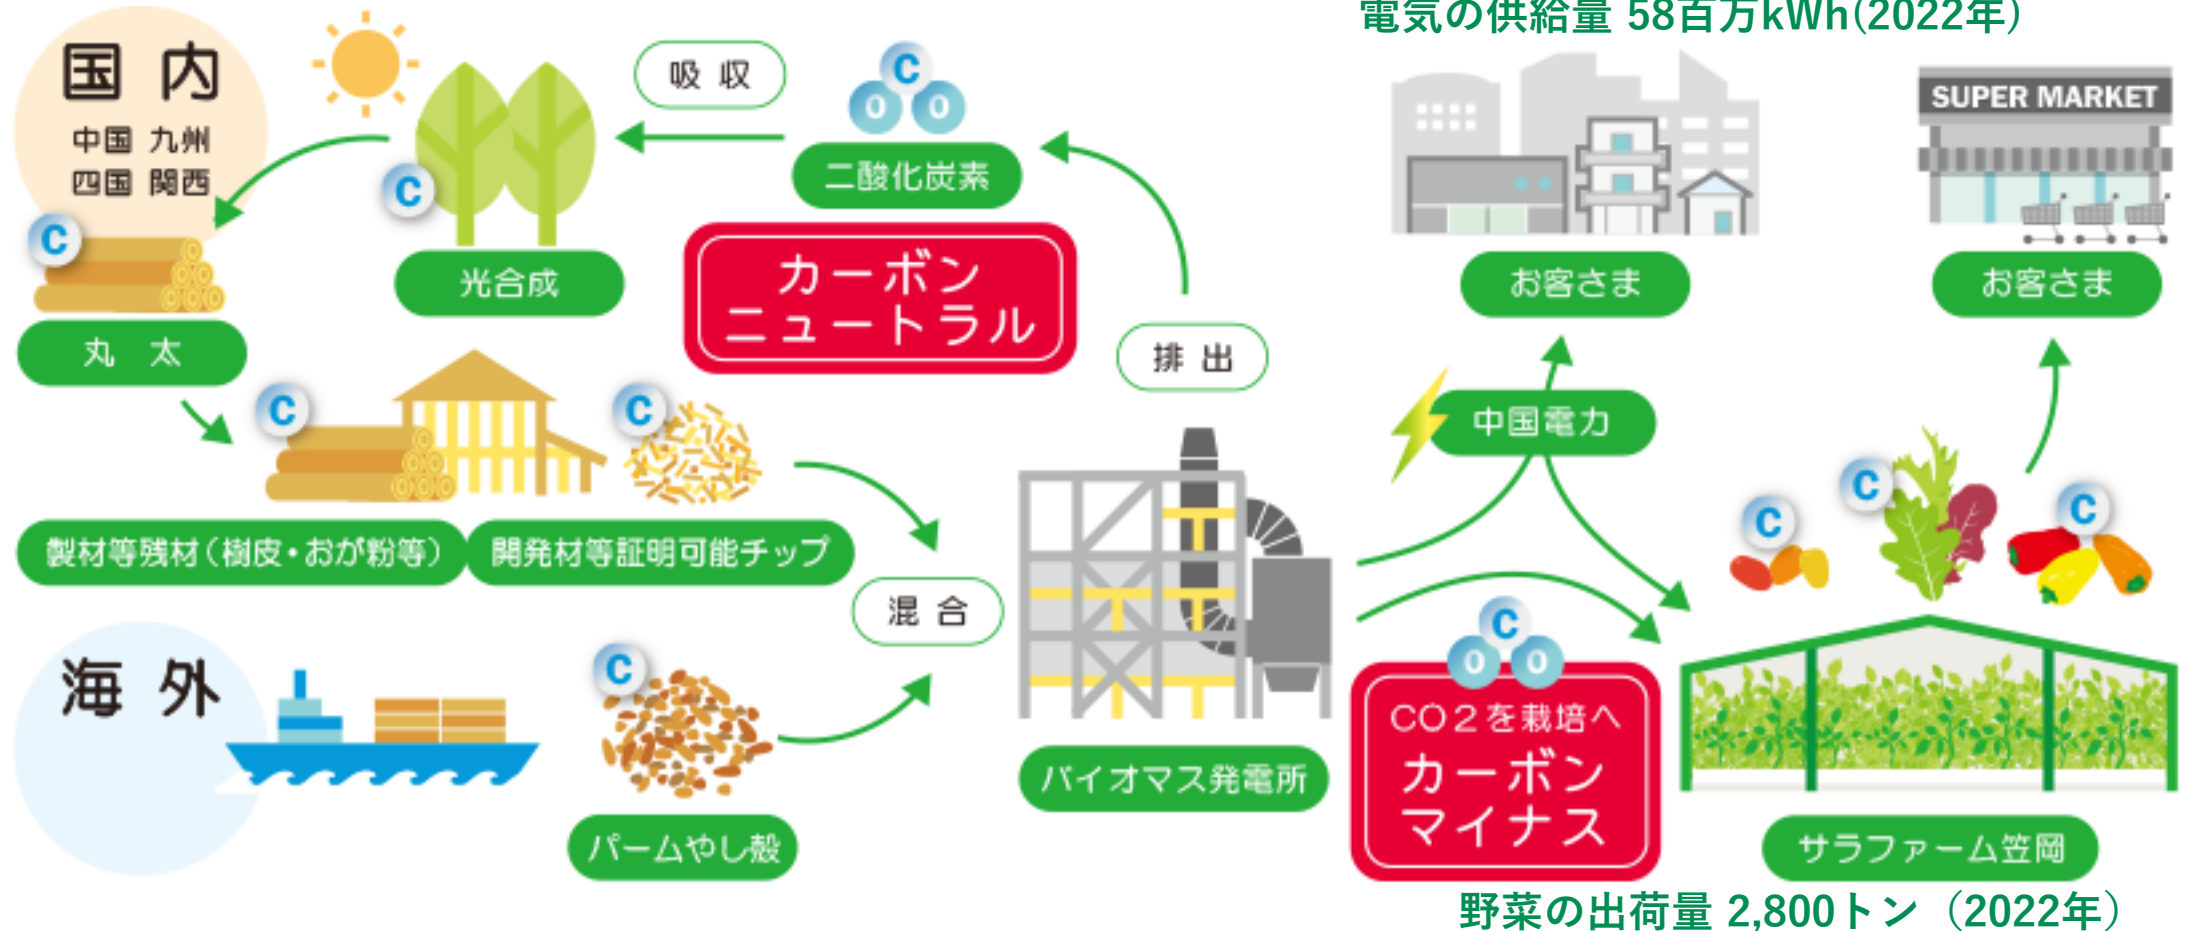 電気の供給量 58百万kWh(2022年)
国 内
中国 九州
四国 関西
吸 収
C
O O
二酸化炭素
SUPER MARKET
C
光合成
カーボン
ニュートラル
お客さま
お客さま
C
丸 太
排 出
C
C
中国電力
製材等残材(樹皮・おが粉等)
開発材等証明可能チップ
混 合
C
C
C
海 外
C
パームやし殻
バイオマス発電所
C
O O
CO2を栽培へ
カーボン
マイナス
サラファーム笠岡
野菜の出荷量 2,800トン（2022年）